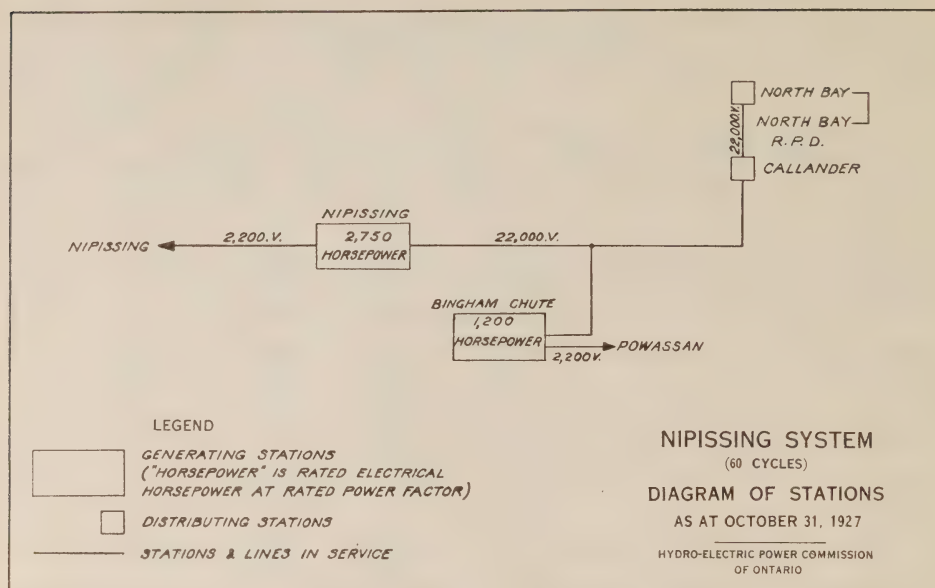 NORTH BAY
NORTH BAY
R.P.D.
22,000.V.
CALLANDER
NIPISSING
NIPISSING
2,200.V.
2,750
HORSEPOWER
22,000.V.
BINGHAM CHUTE
1,200
HORSEPOWER
POWASSAN
2,200V.
LEGEND
GENERATING STATIONS
("HORSEPOWER" IS RATED ELECTRICAL
HORSEPOWER AT RATED POWER FACTOR)
DISTRIBUTING STATIONS
STATIONS & LINES IN SERVICE
NIPISSING SYSTEM
(60 CYCLES)
DIAGRAM OF STATIONS
AS AT OCTOBER 31, 1927
HYDRO-ELECTRIC POWER COMMISSION
OF ONTARIO